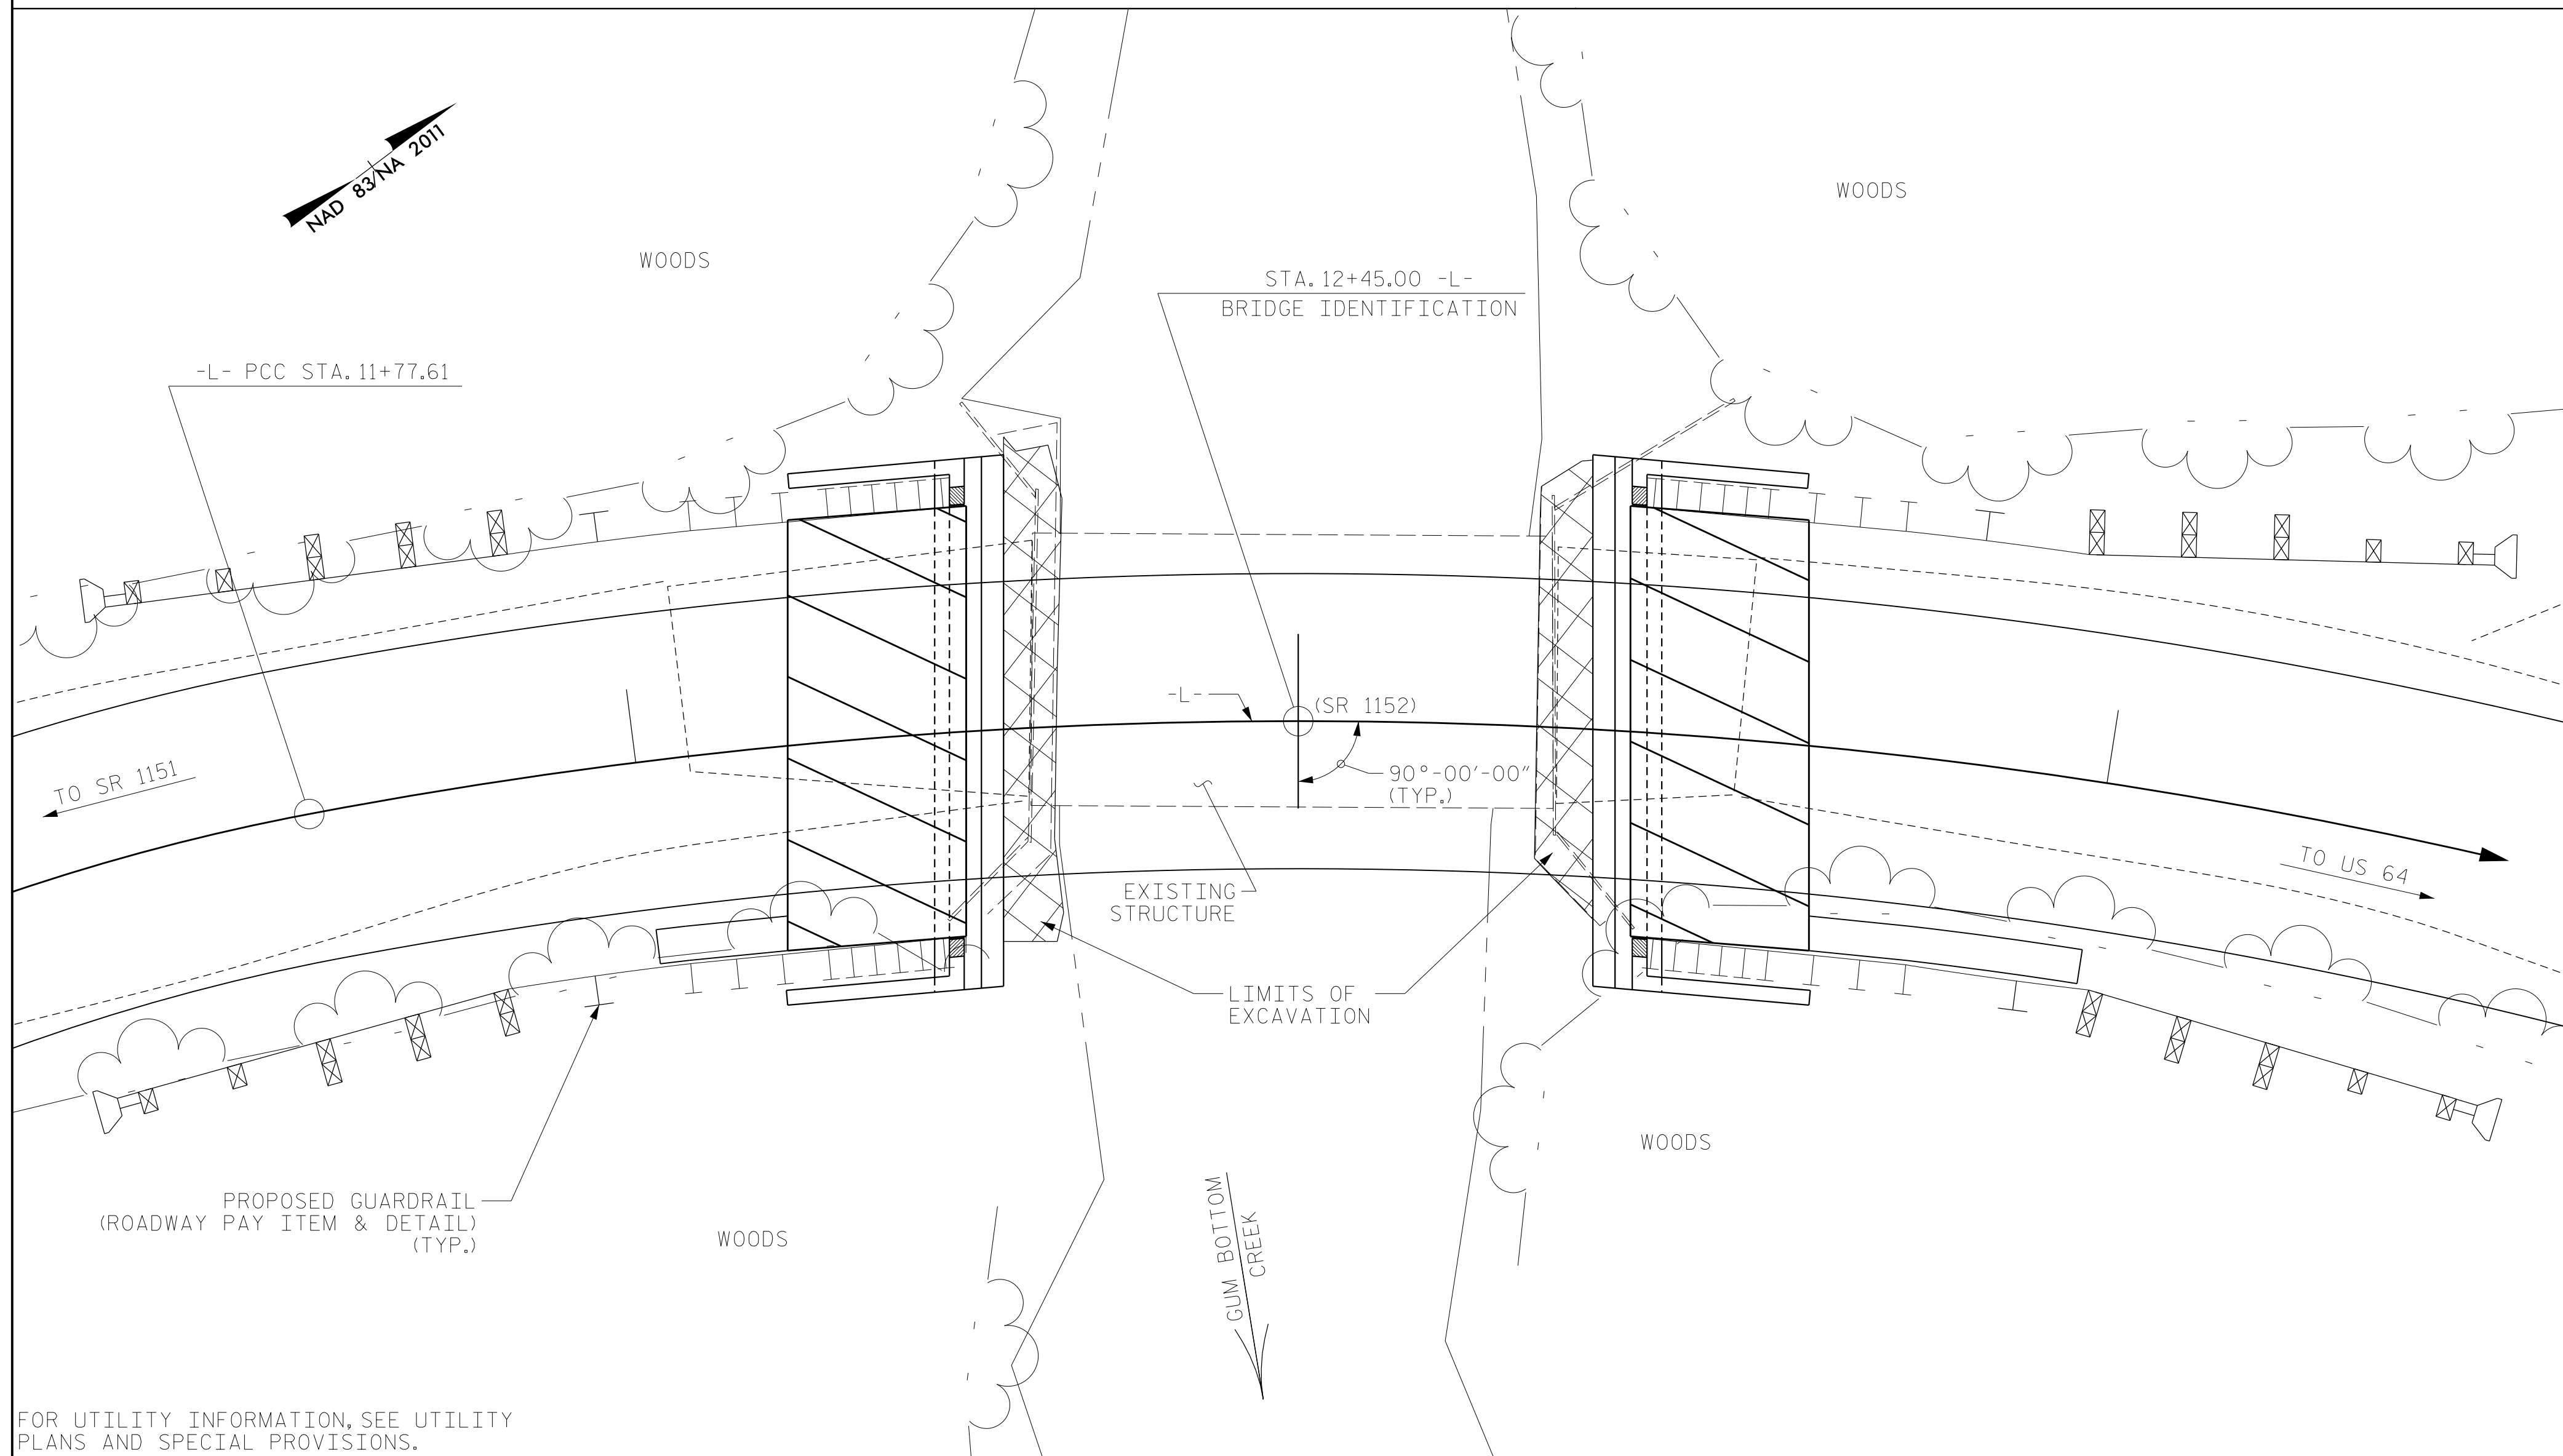 NAD 83/NA 2011
WOODS
WOODS
STA. 12+45.00 -L-
BRIDGE IDENTIFICATION
-L- PCC STA. 11+77.61
-L-
(SR 1152)
90°-00'-00"
(TYP.)
TO SR 1151
TO US 64
EXISTING
STRUCTURE
LIMITS OF
EXCAVATION
WOODS
PROPOSED GUARDRAIL
(ROADWAY PAY ITEM & DETAIL)
(TYP.)
WOODS
GUM BOTTOM
CREEK
FOR UTILITY INFORMATION, SEE UTILITY
PLANS AND SPECIAL PROVISIONS.